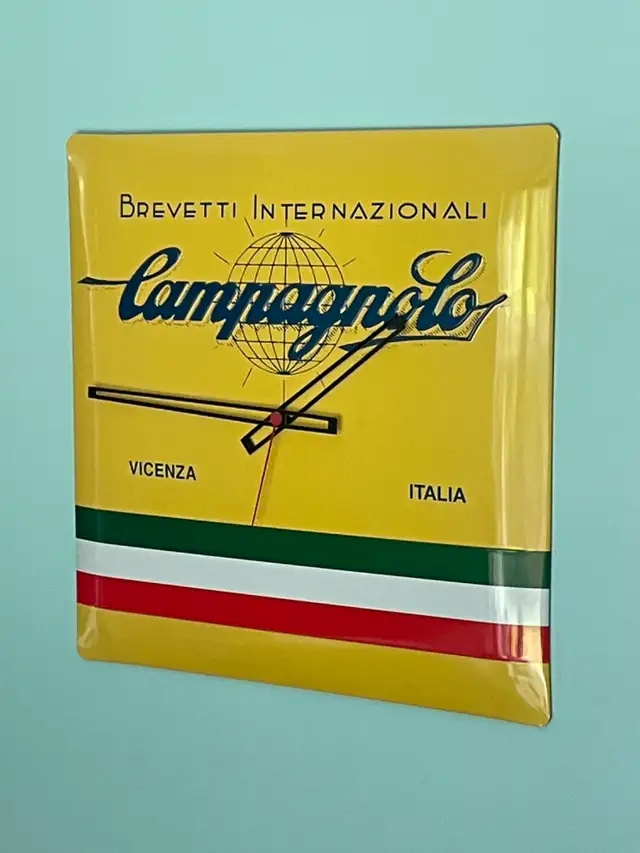 BREVETTI INTERNAZIONALI
Campagnolo
VICENZA
ITALIA